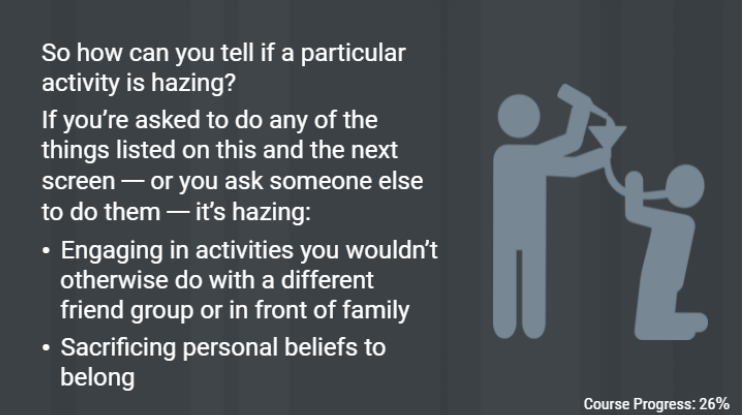 So how can you tell if a particular
activity is hazing?
If you’re asked to do any of the
things listed on this and the next
screen — or you ask someone else
to do them — it’s hazing:
• Engaging in activities you wouldn’t
otherwise do with a different
friend group or in front of family
• Sacrificing personal beliefs to
belong
Course Progress: 26%